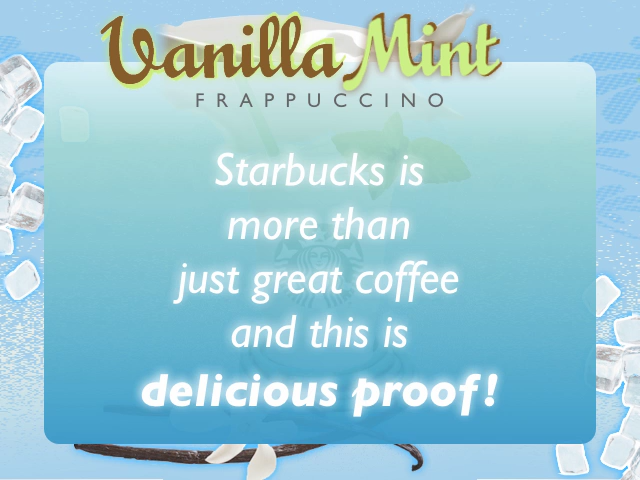 Vanilla Mint
FRAPPUCCINO
Starbucks is
more than
just great coffee
and this is
delicious proof!